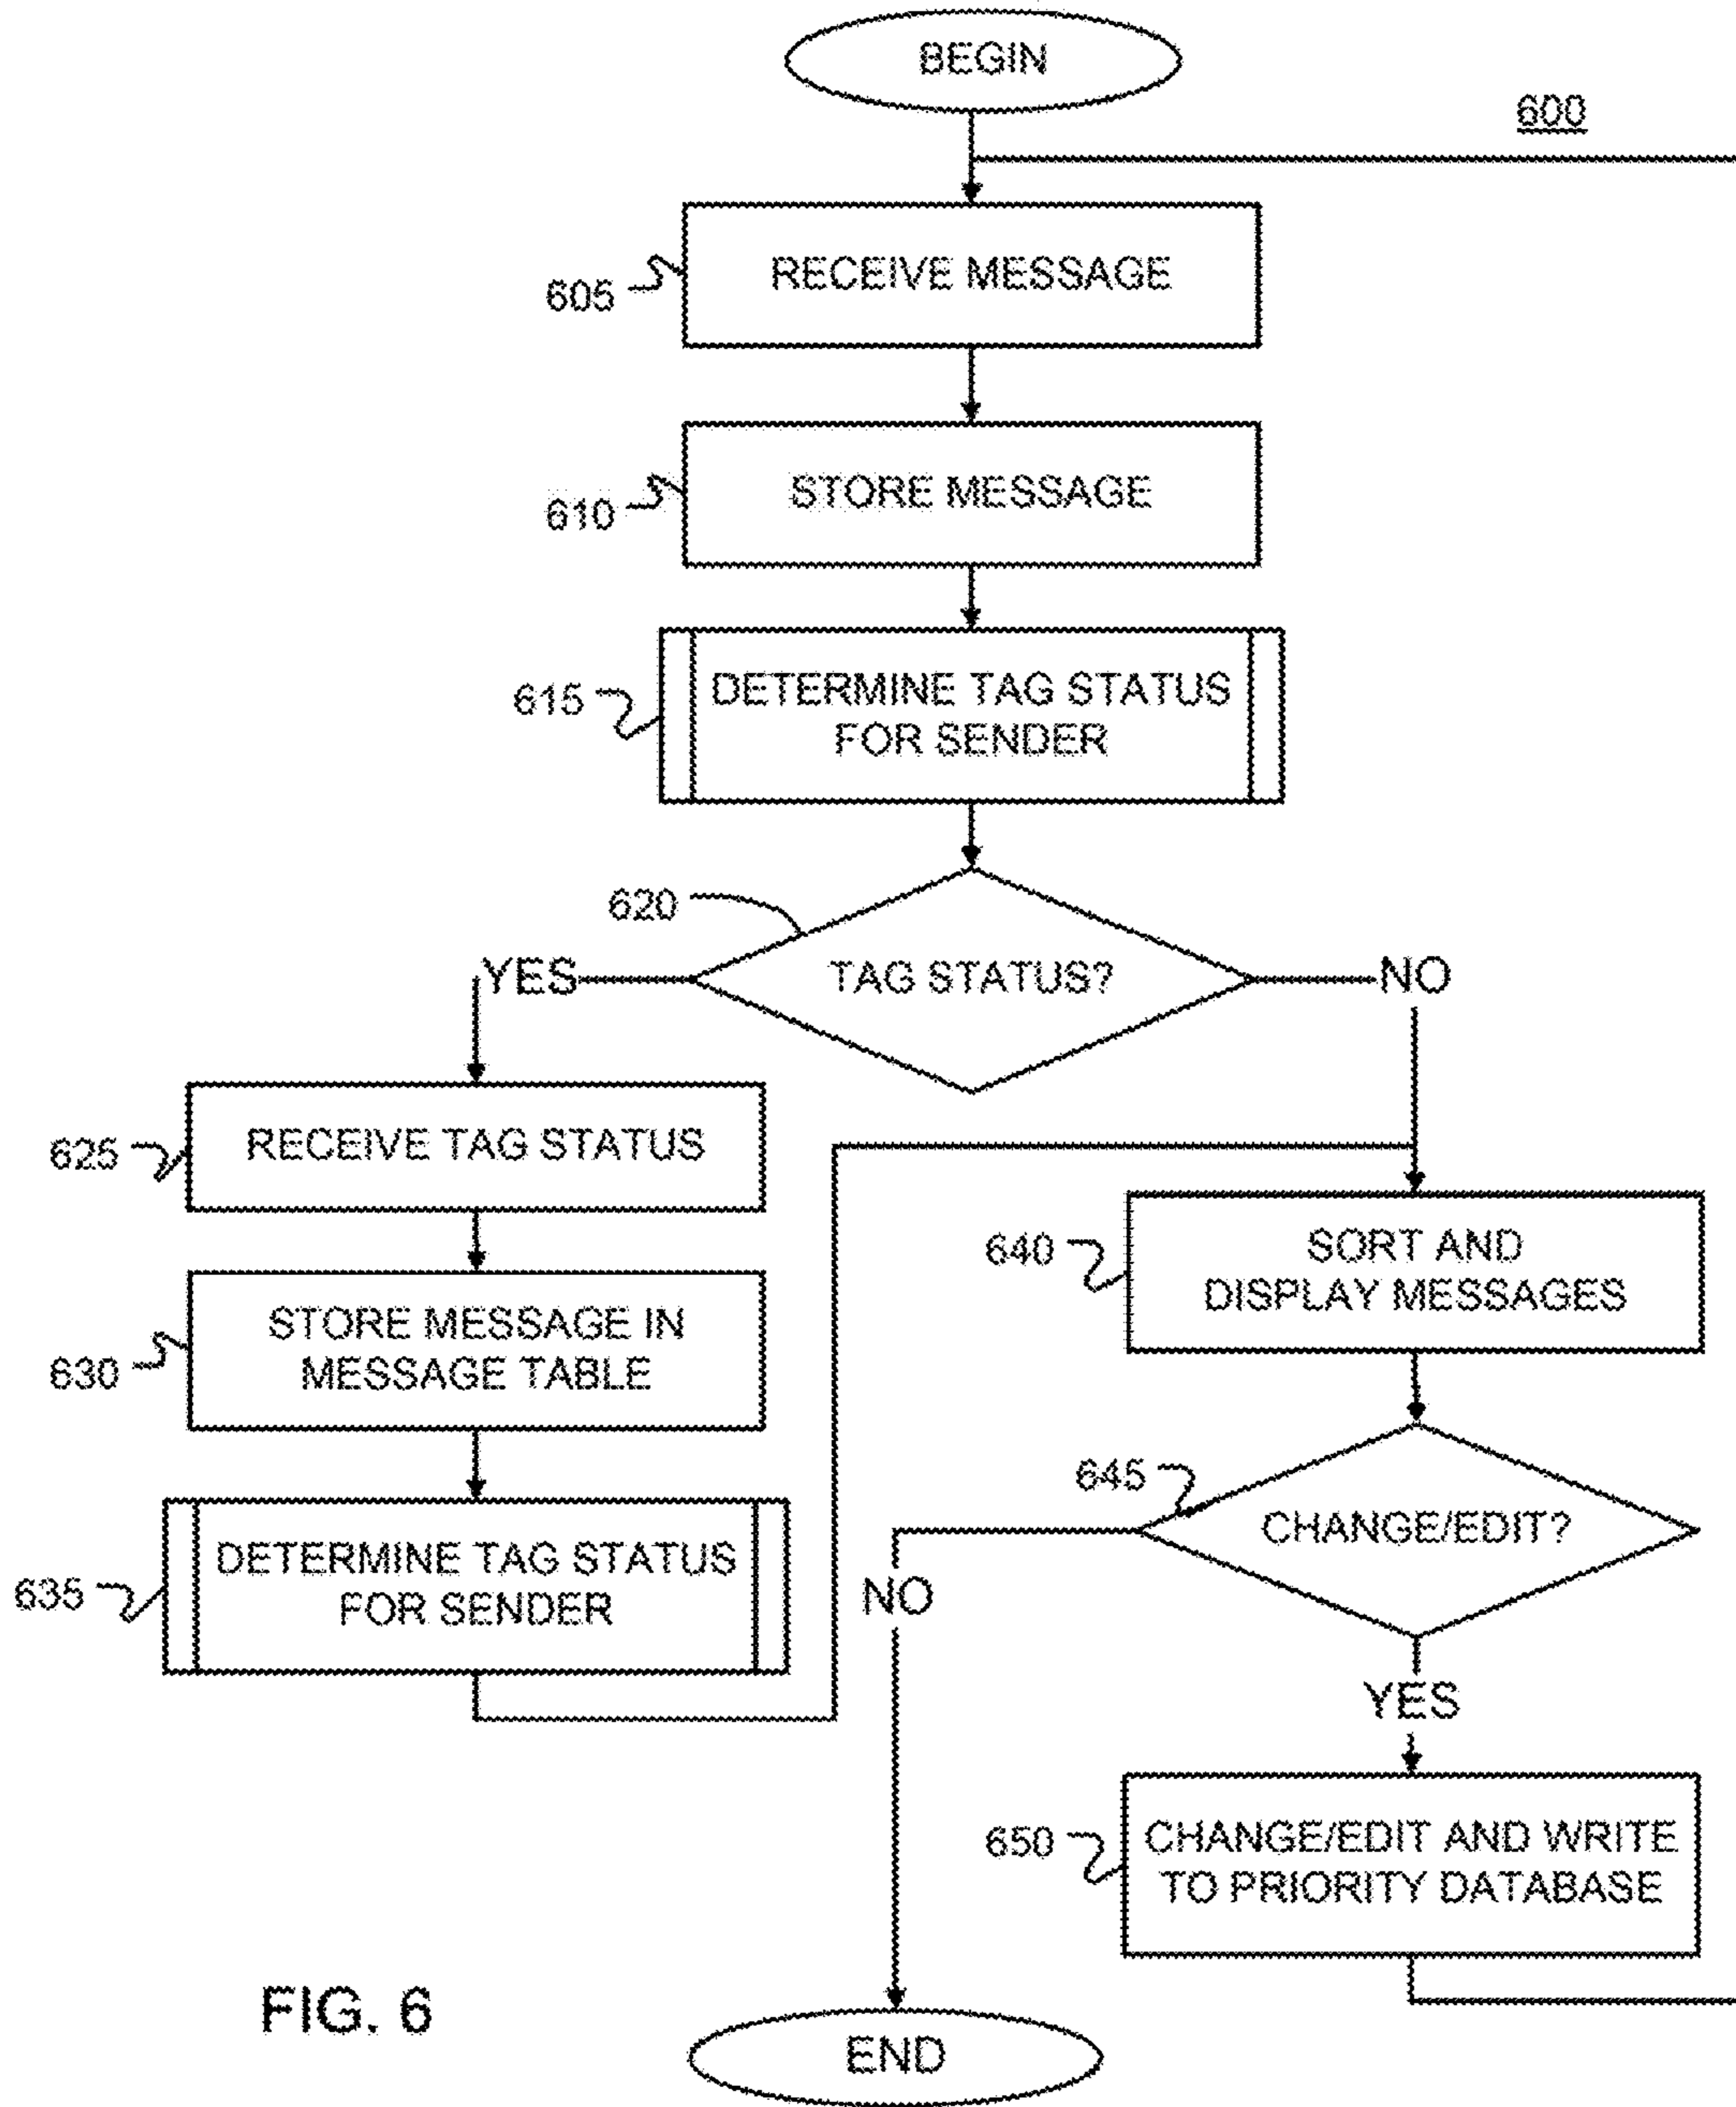 BEGIN
600
RECEIVE MESSAGE
605
STORE MESSAGE
610
DETERMINE TAG STATUS
FOR SENDER
615
620
TAG STATUS?
YES
NO
RECEIVE TAG STATUS
625
SORT AND
DISPLAY MESSAGES
640
STORE MESSAGE IN
MESSAGE TABLE
630
645
CHANGE/EDIT?
DETERMINE TAG STATUS
FOR SENDER
635
NO
YES
CHANGE/EDIT AND WRITE
TO PRIORITY DATABASE
650
FIG. 6
END